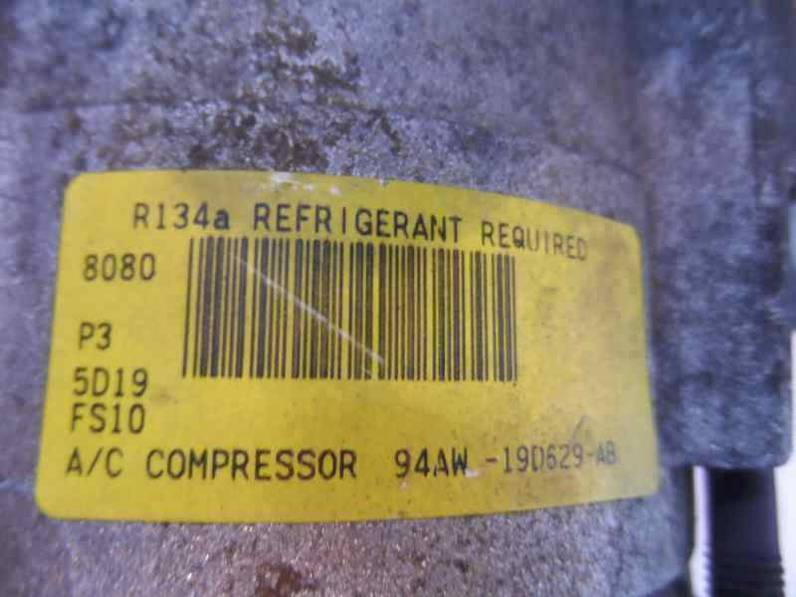 R134a REFRIGERANT REQUIRED
8080
P3
5D19
FS10
A/C COMPRESSOR 94AW -19D629-AB